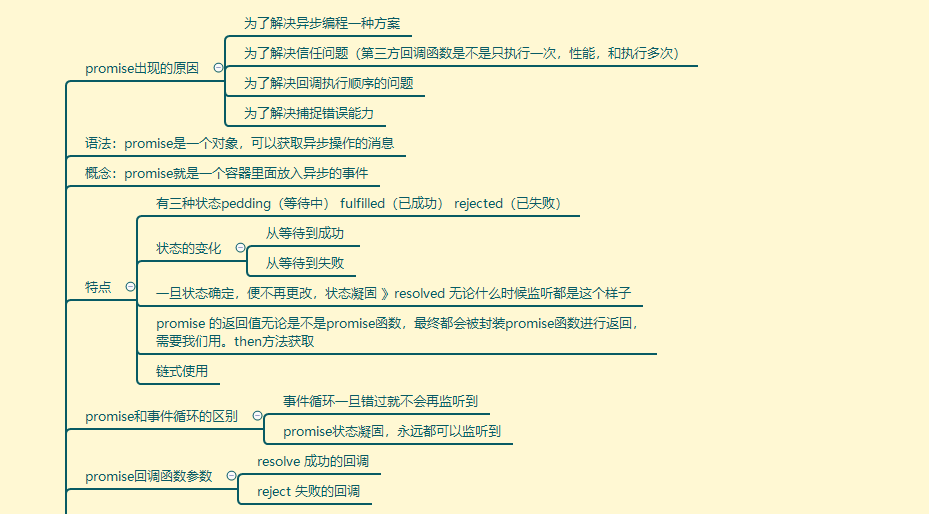 为了解决异步编程一种方案
为了解决信任问题（第三方回调函数是不是只执行一次，性能，和执行多次）
promise出现的原因
为了解决回调执行顺序的问题
为了解决捕捉错误能力
语法：promise是一个对象，可以获取异步操作的消息
概念：promise就是一个容器里面放入异步的事件
有三种状态pedding（等待中） fulfilled（已成功） rejected（已失败）
从等待到成功
状态的变化
从等待到失败
特点
一旦状态确定，便不再更改，状态凝固 》resolved 无论什么时候监听都是这个样子
promise 的返回值无论是不是promise函数，最终都会被封装promise函数进行返回，
需要我们用。then方法获取
链式使用
事件循环一旦错过就不会再监听到
promise和事件循环的区别
promise状态凝固，永远都可以监听到
resolve 成功的回调
promise回调函数参数
reject 失败的回调